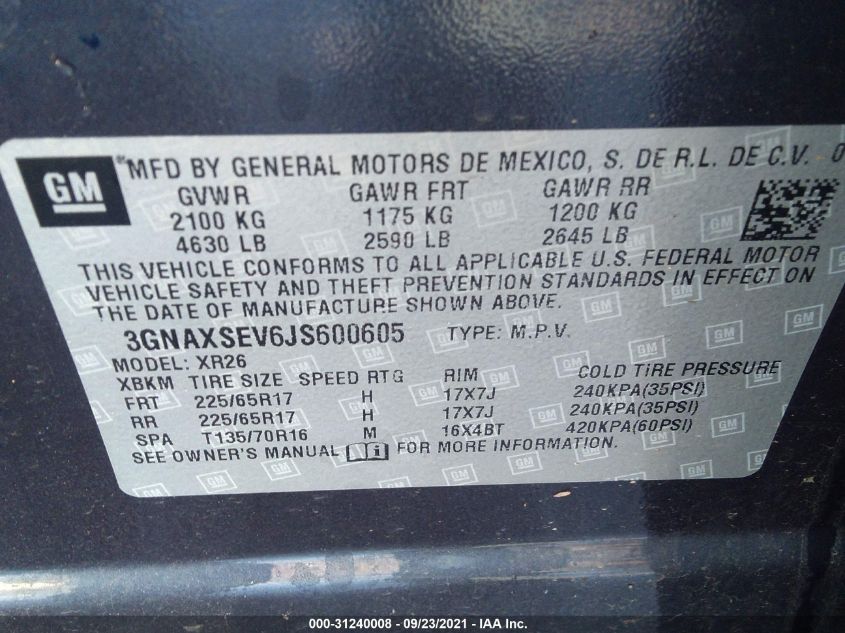 GM
MFD BY GENERAL MOTORS DE MEXICO, S. DE R.L. DE C.V. 0
GVWR GAWR FRT GAWR RR
2100 KG 1175 KG 1200 KG
4630 LB 2590 LB 2645 LB
THIS VEHICLE CONFORMS TO ALL APPLICABLE U.S. FEDERAL MOTOR
VEHICLE SAFETY AND THEFT PREVENTION STANDARDS IN EFFECT ON
THE DATE OF MANUFACTURE SHOWN ABOVE.
3GNAXSEV6JS600605 TYPE: M.P.V.
MODEL: XR26
XBKM TIRE SIZE SPEED RTG RIM COLD TIRE PRESSURE
FRT 225/65R17 H 17X7J 240KPA(35PSI)
RR 225/65R17 H 17X7J 240KPA(35PSI)
SPA T135/70R16 M 16X4BT 420KPA(60PSI)
SEE OWNER'S MANUAL FOR MORE INFORMATION.
000-31240008 - 09/23/2021 - IAA Inc.